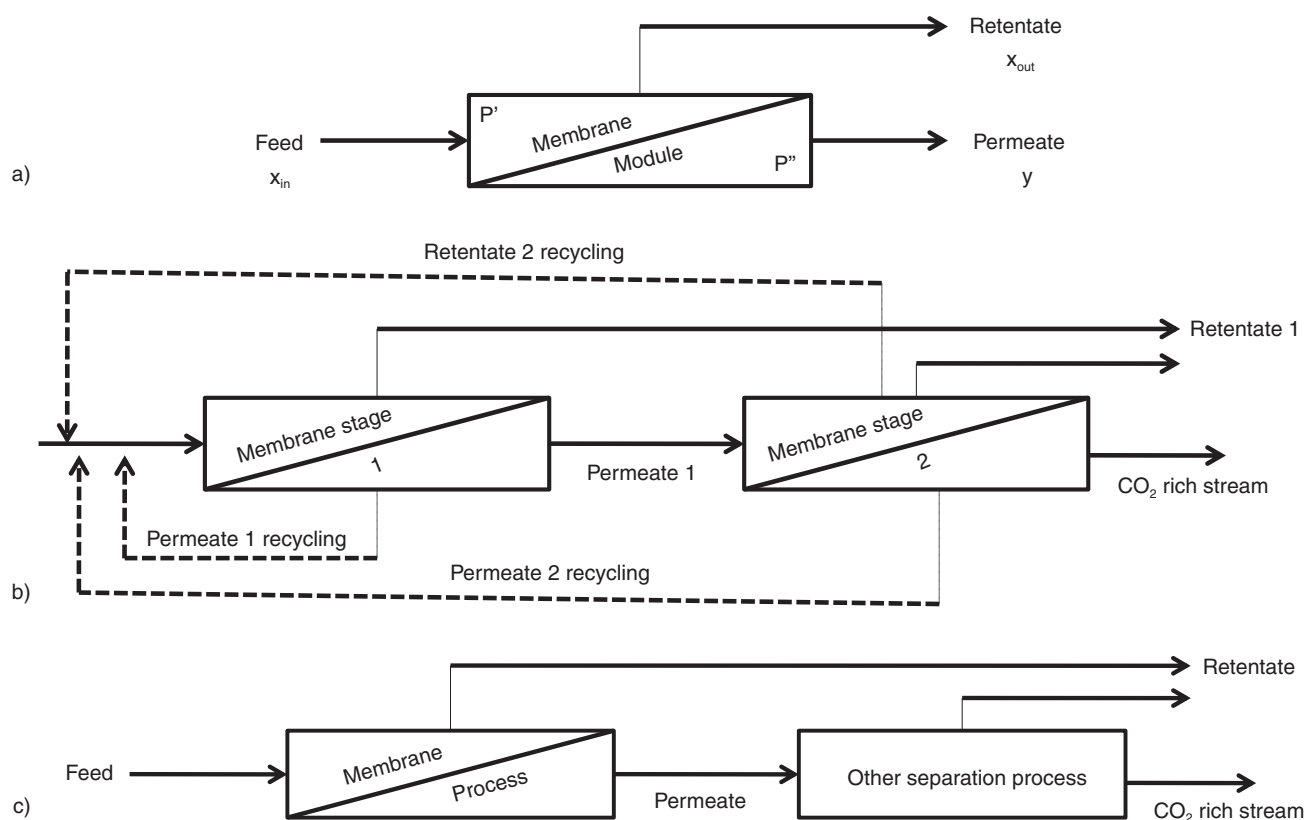 Retentate
x_out
P'
Membrane
Feed
Module
Permeate
P"
a)
x_in
y
Retentate 2 recycling
Retentate 1
Membrane stage
1
Membrane stage
2
Permeate 1
CO₂ rich stream
Permeate 1 recycling
Permeate 2 recycling
b)
Retentate
Membrane
Feed
Process
Other separation process
Permeate
c)
CO₂ rich stream